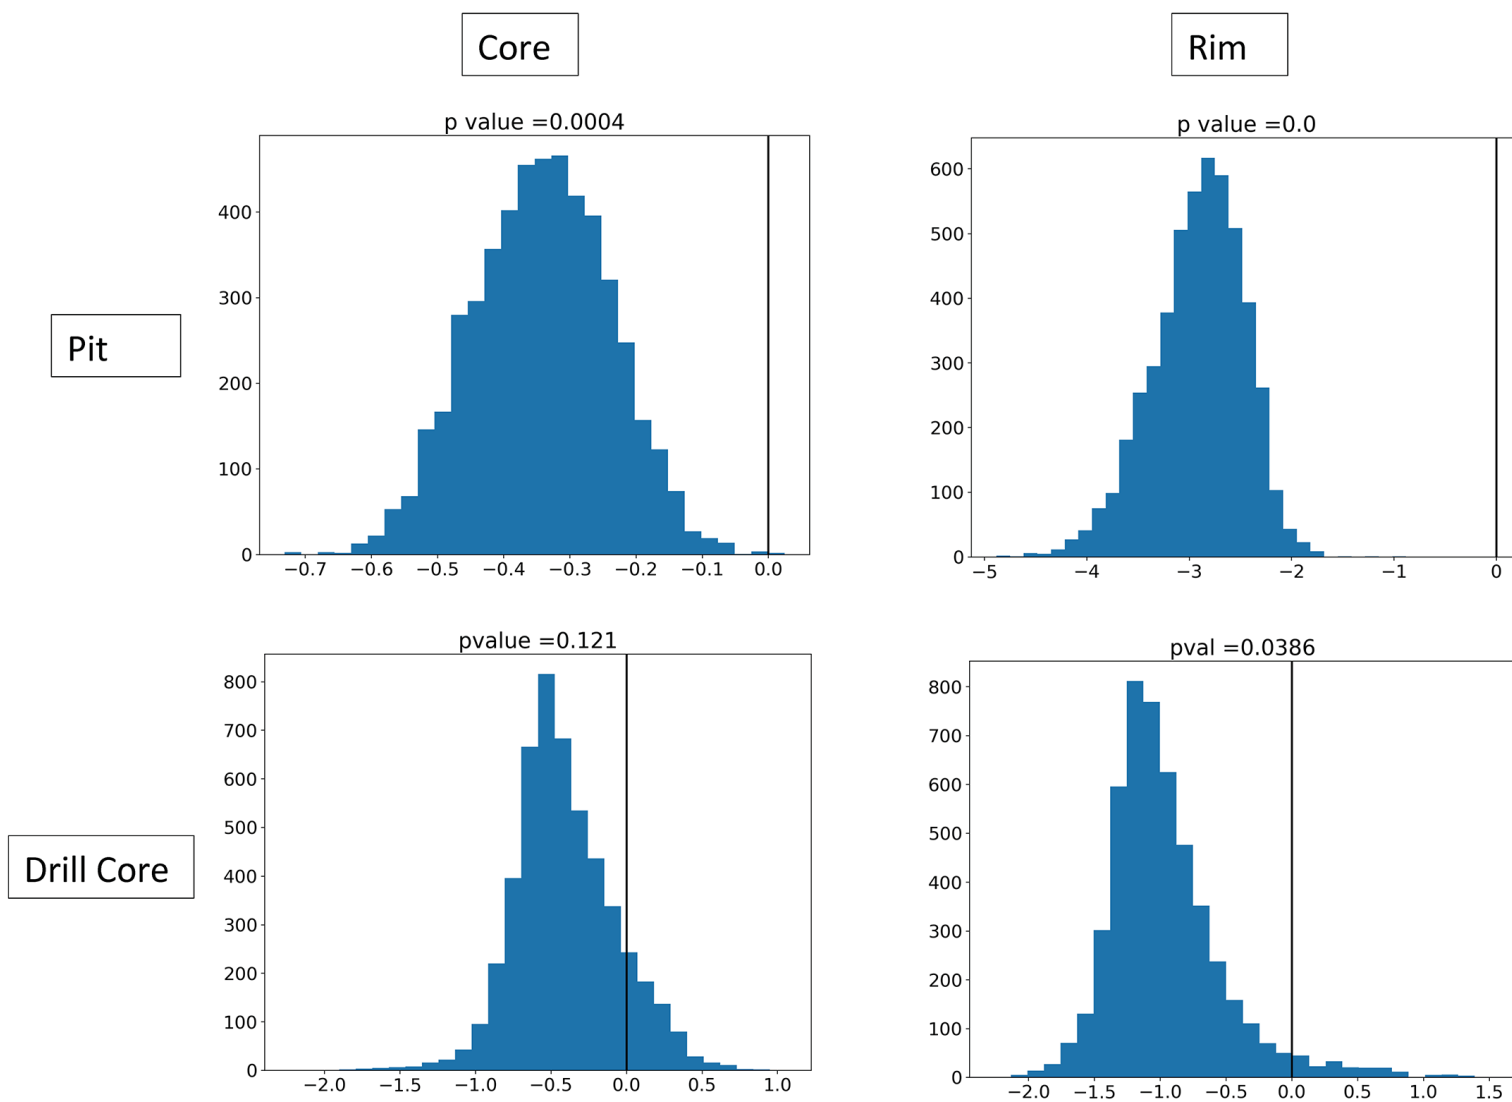 Core
Rim
Pit
p value =0.0004
400
300
200
100
0
−0.7 −0.6 −0.5 −0.4 −0.3 −0.2 −0.1 0.0
p value =0.0
600
500
400
300
200
100
0
−5 −4 −3 −2 −1 0
Drill Core
pvalue =0.121
800
700
600
500
400
300
200
100
0
−2.0 −1.5 −1.0 −0.5 0.0 0.5 1.0
pval =0.0386
800
700
600
500
400
300
200
100
0
−2.0 −1.5 −1.0 −0.5 0.0 0.5 1.0 1.5